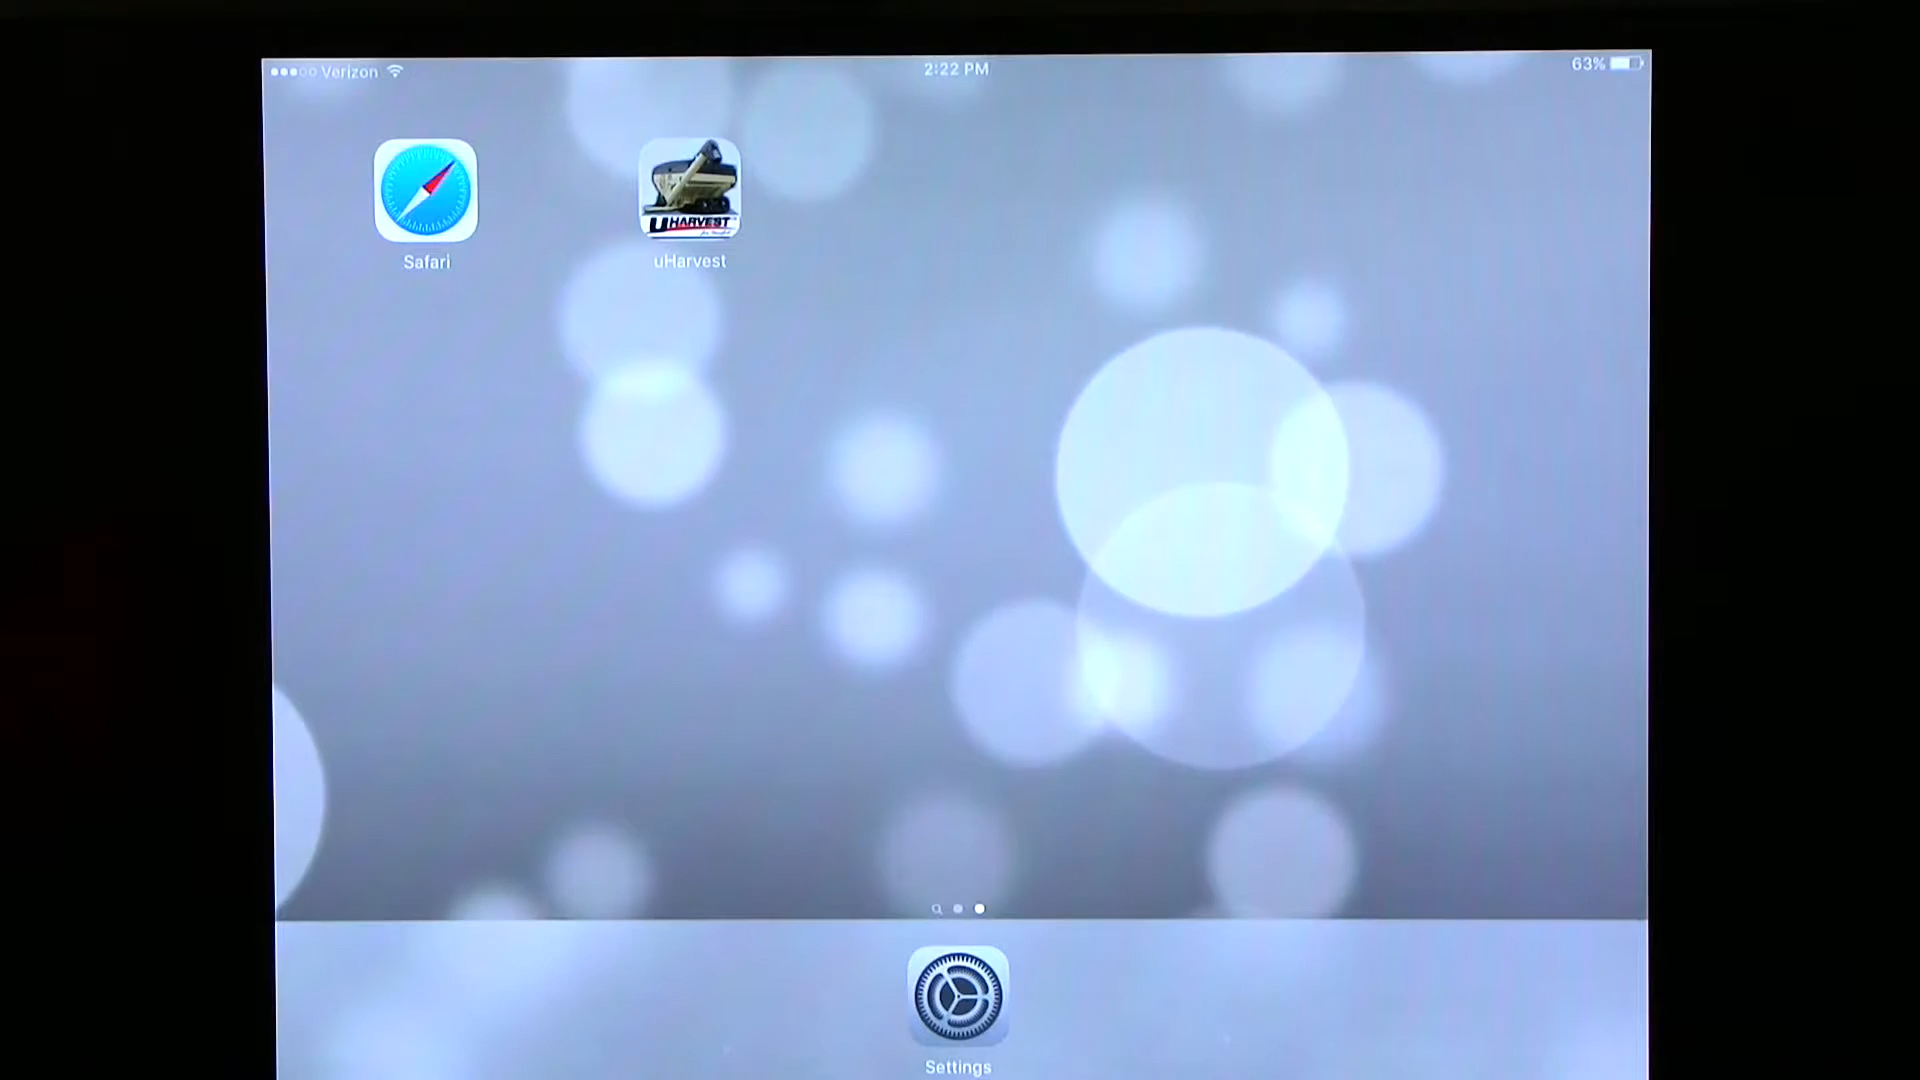 Verizon
2:22 PM
63%
UHARVEST
Safari
uHarvest
Settings